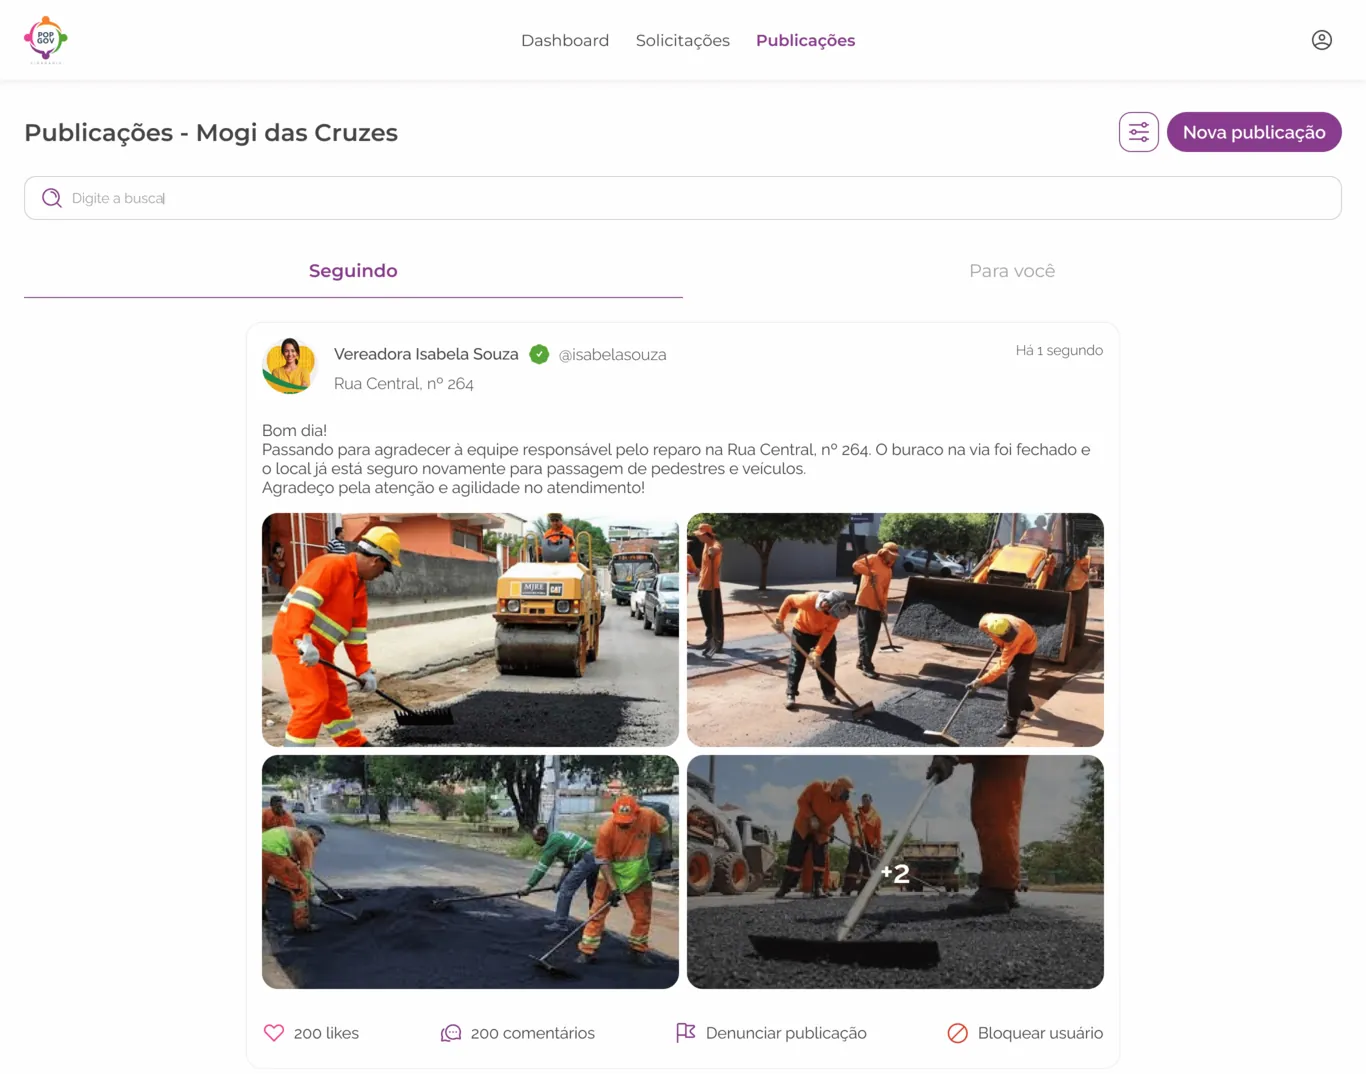 POP
GOV
Dashboard Solicitações Publicações
Publicações - Mogi das Cruzes
Nova publicação
Digite a busca
Seguindo Para você
Vereadora Isabela Souza @isabelasouza Há 1 segundo
Rua Central, nº 264
Bom dia!
Passando para agradecer à equipe responsável pelo reparo na Rua Central, nº 264. O buraco na via foi fechado e
o local já está seguro novamente para passagem de pedestres e veículos.
Agradeço pela atenção e agilidade no atendimento!
MJRE CAT
+2
200 likes 200 comentários Denunciar publicação Bloquear usuário